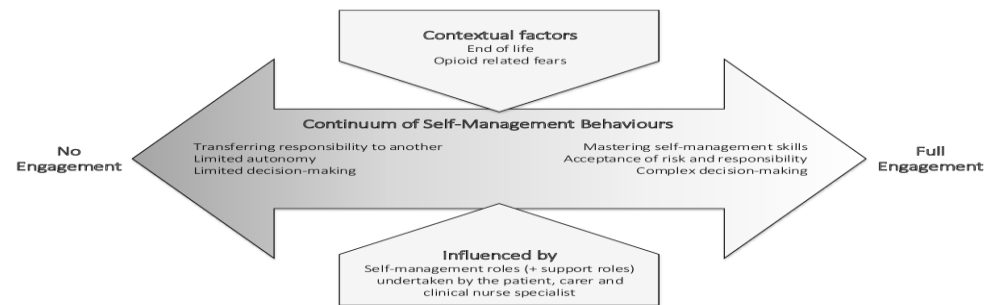 Contextual factors
End of life
Opioid related fears
Continuum of Self-Management Behaviours
No
Engagement
Transferring responsibility to another
Limited autonomy
Limited decision-making
Mastering self-management skills
Acceptance of risk and responsibility
Complex decision-making
Full
Engagement
Influenced by
Self-management roles (+ support roles)
undertaken by the patient, carer and
clinical nurse specialist